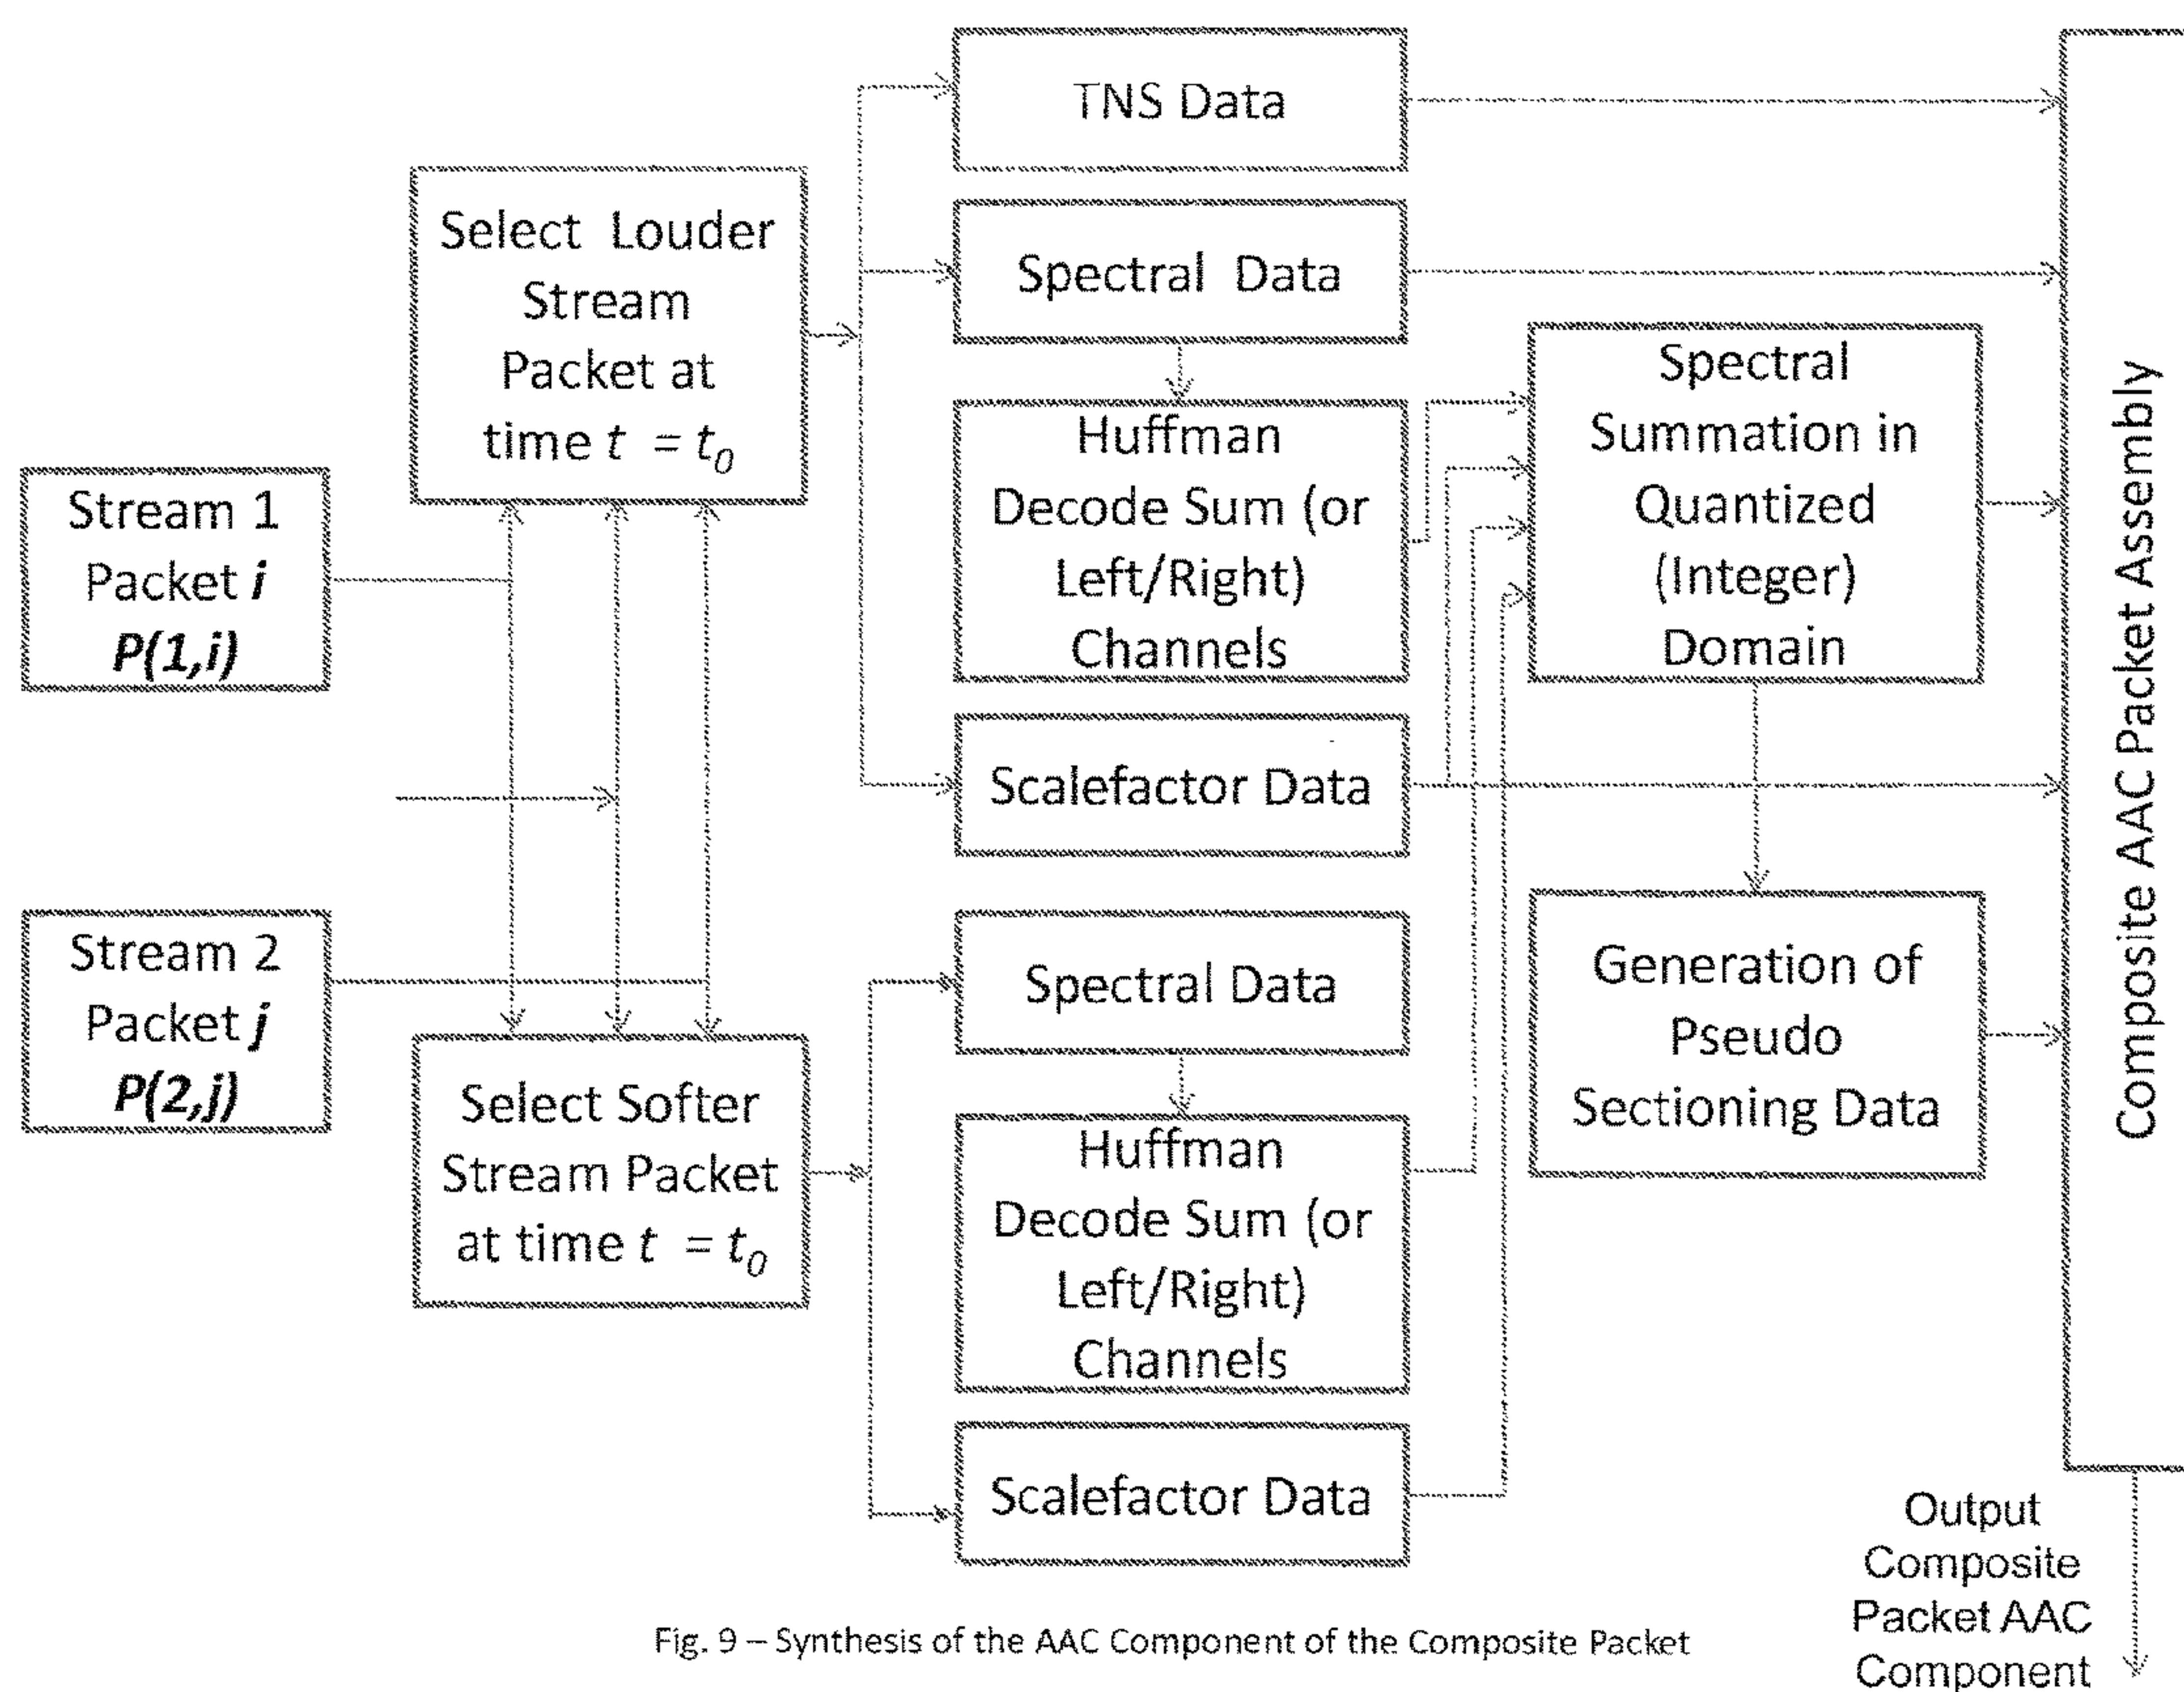 Stream 1
Packet i
P(1,i)
Stream 2
Packet j
P(2,j)
Select Louder
Stream
Packet at
time t = t0
Select Softer
Stream Packet
at time t = t0
TNS Data
Spectral Data
Huffman
Decode Sum (or
Left/Right)
Channels
Scalefactor Data
Spectral Data
Huffman
Decode Sum (or
Left/Right)
Channels
Scalefactor Data
Spectral
Summation in
Quantized
(Integer)
Domain
Generation of
Pseudo
Sectioning Data
Composite AAC Packet Assembly
Output
Composite
Packet AAC
Component
Fig. 9 – Synthesis of the AAC Component of the Composite Packet